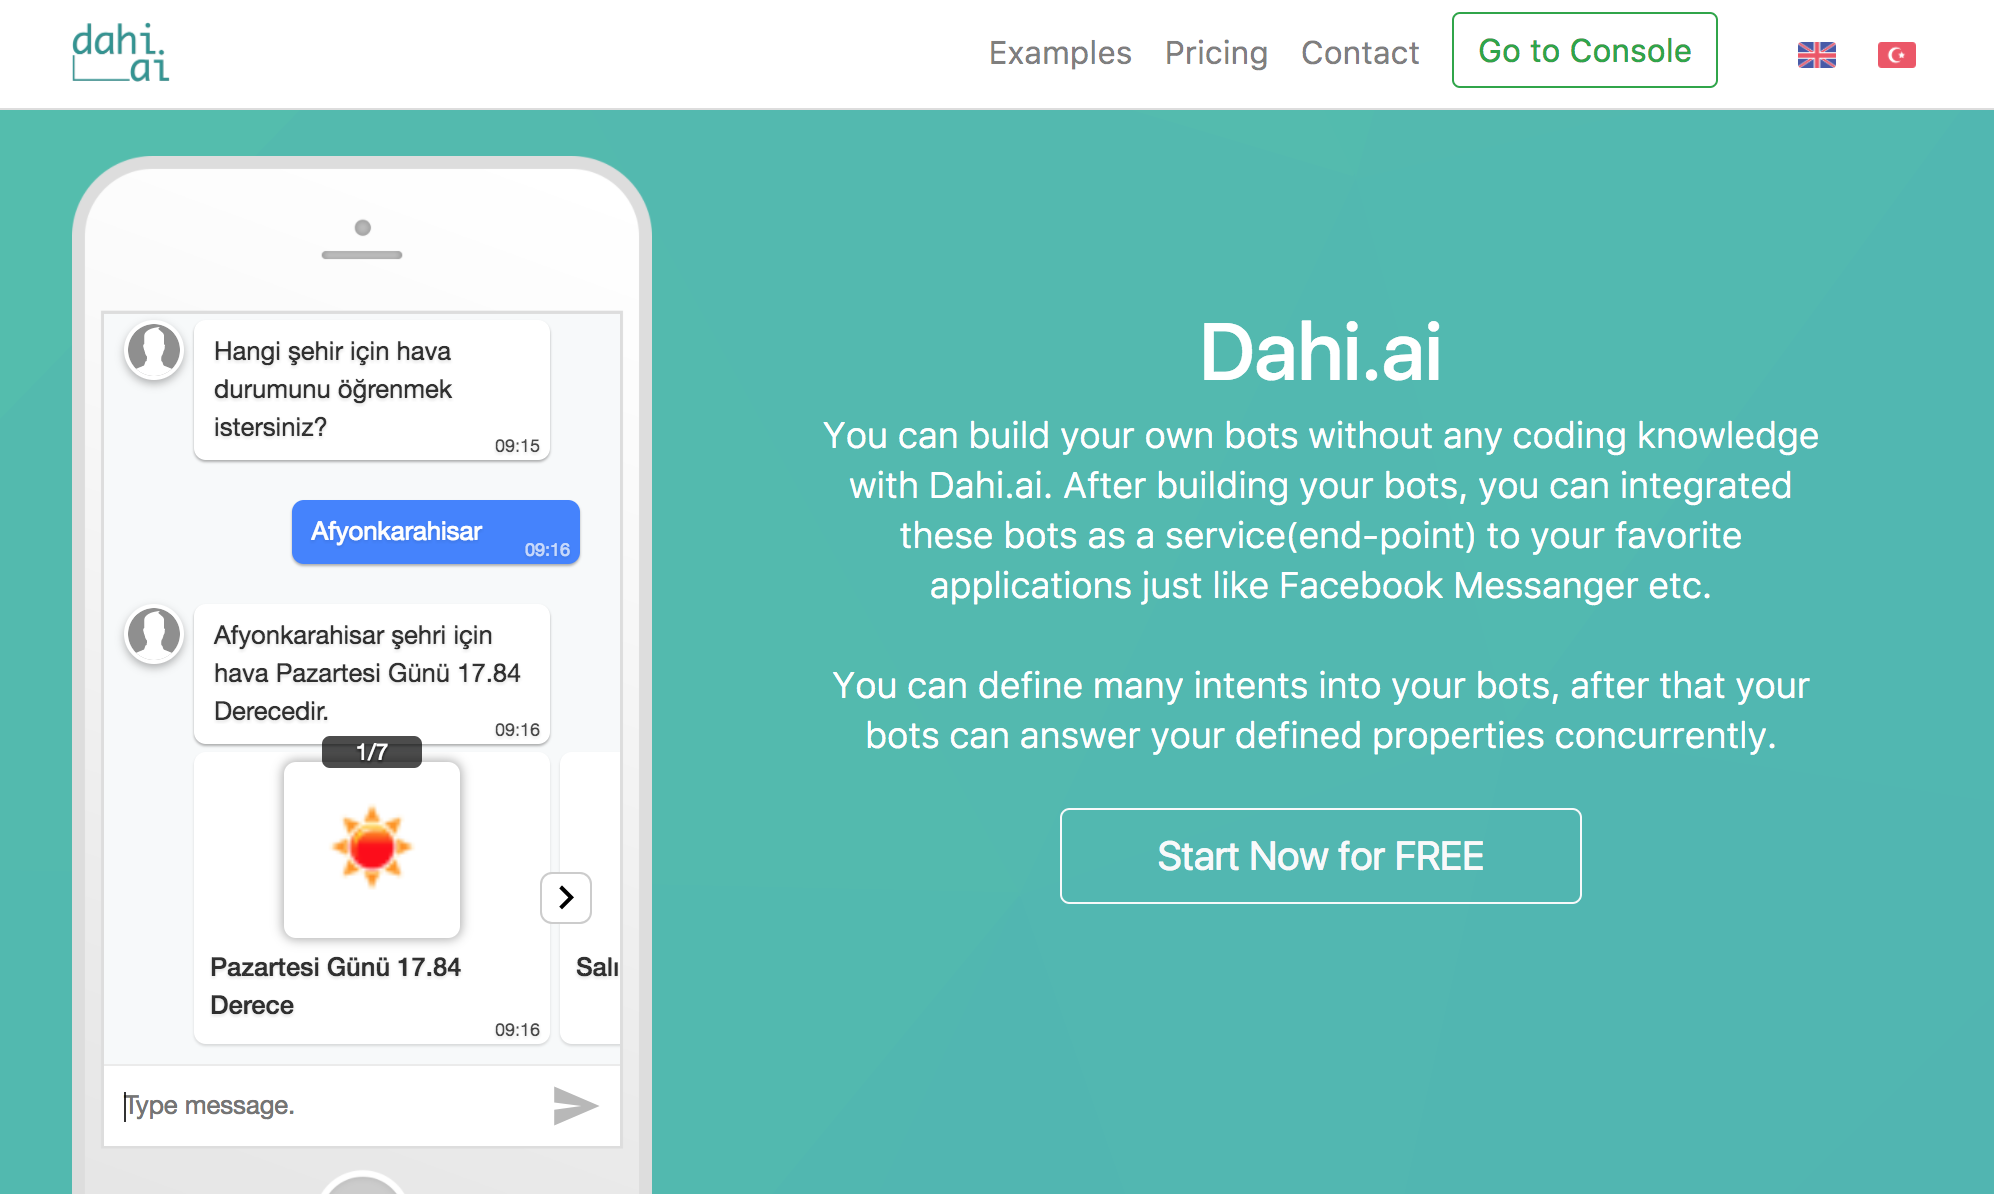 dahi.
ai
Examples Pricing Contact Go to Console
Hangi şehir için hava
durumunu öğrenmek
istersiniz?
09:15
Afyonkarahisar
09:16
Afyonkarahisar şehri için
hava Pazartesi Günü 17.84
Derecedir.
09:16
1/7
Pazartesi Günü 17.84
Derece
09:16
Salı
Type message.
Dahi.ai
You can build your own bots without any coding knowledge
with Dahi.ai. After building your bots, you can integrated
these bots as a service(end-point) to your favorite
applications just like Facebook Messanger etc.
You can define many intents into your bots, after that your
bots can answer your defined properties concurrently.
Start Now for FREE